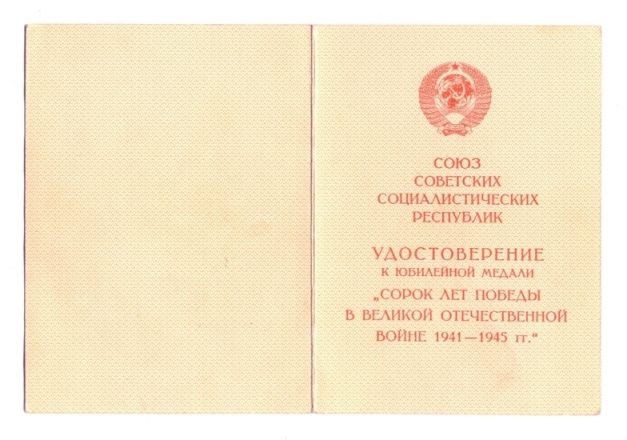 СОЮЗ
СОВЕТСКИХ
СОЦИАЛИСТИЧЕСКИХ
РЕСПУБЛИК
УДОСТОВЕРЕНИЕ
К ЮБИЛЕЙНОЙ МЕДАЛИ
„СОРОК ЛЕТ ПОБЕДЫ
В ВЕЛИКОЙ ОТЕЧЕСТВЕННОЙ
ВОЙНЕ 1941—1945 гг.“